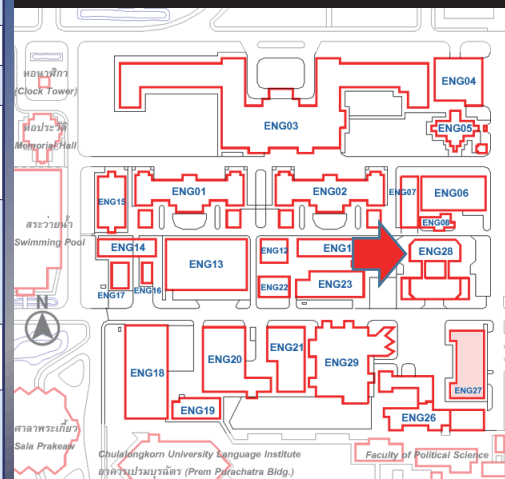 หอนาฬิกา
(Clock Tower)
ENG04
ENG03
ENG05
หอประวัติ
Memorial Hall
ENG15
ENG01
ENG02
ENG07
ENG06
ENG08
สระว่ายน้ำ
Swimming Pool
ENG14
ENG13
ENG12
ENG1
ENG28
ENG17
ENG16
ENG22
ENG23
N
ENG18
ENG20
ENG21
ENG29
ENG27
ENG19
ENG26
ศาลาพระเกี้ยว
Sala Prakeaw
Chulalongkorn University Language Institute
อาคารเปรมบุรฉัตร (Prem Purachatra Bldg.)
Faculty of Political Science